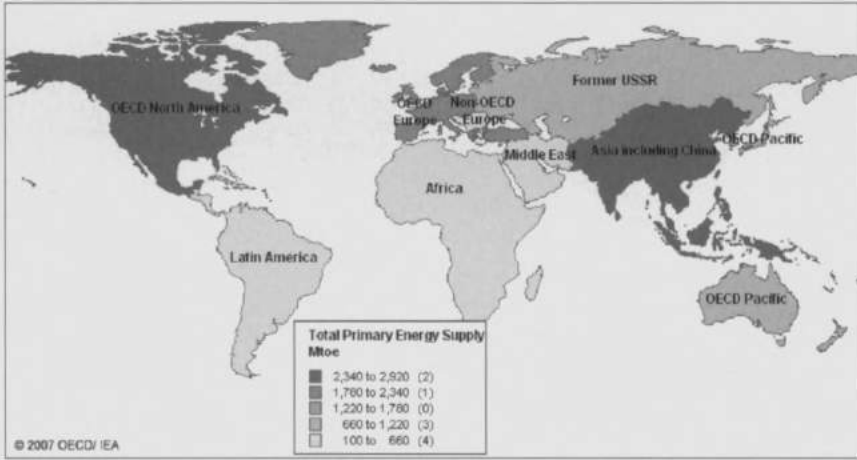 Former USSR
OECD North America
OECD
Europe
Non-OECD
Europe
OECD Pacific
Middle East
Asia including China
Africa
Latin America
OECD Pacific
Total Primary Energy Supply
Mtoe
2,340 to 2,920 (2)
1,780 to 2,340 (1)
1,220 to 1,780 (0)
660 to 1,220 (3)
100 to 660 (4)
© 2007 OECD/ IEA